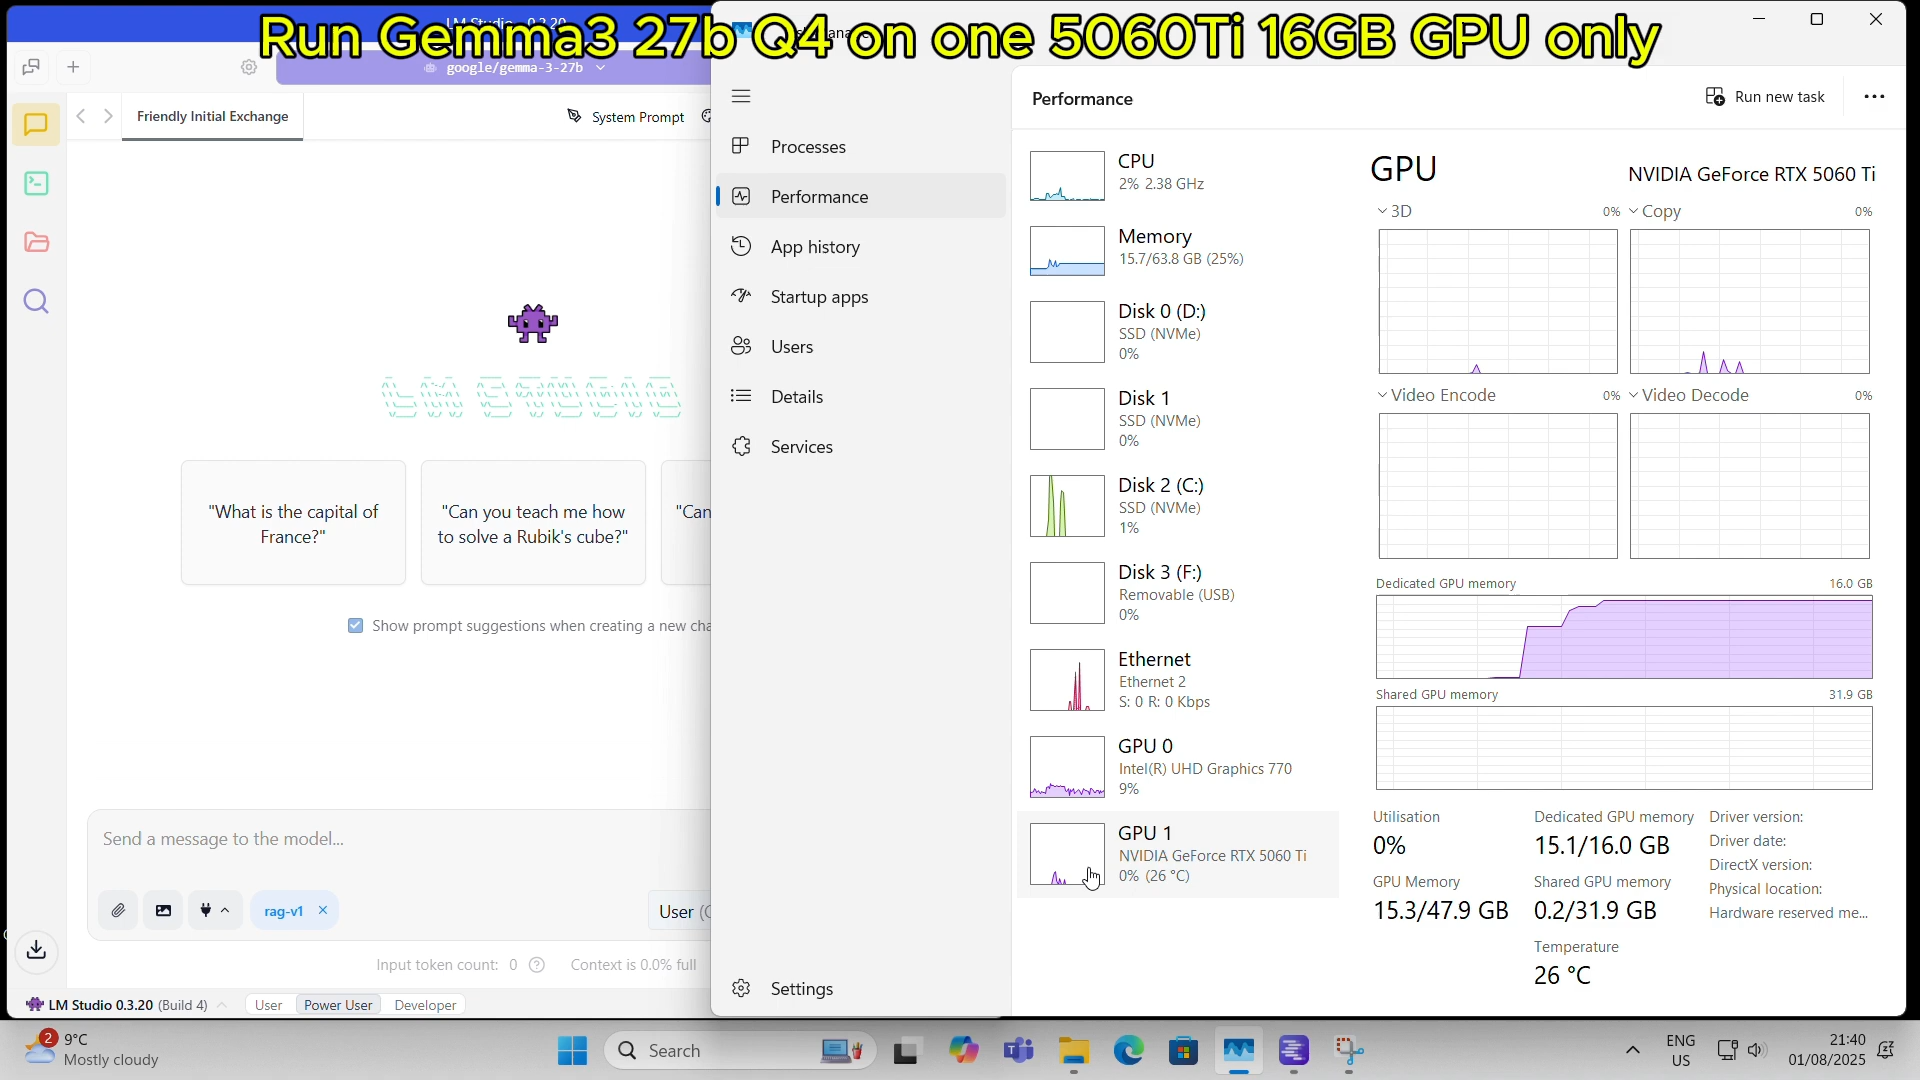 Run Gemma3 27b Q4 on one 5060Ti 16GB GPU only
google/gemma-3-27b
Friendly Initial Exchange
System Prompt
LM STUDIO
"What is the capital of
France?"
"Can you teach me how
to solve a Rubik's cube?"
"Can
Show prompt suggestions when creating a new cha
Send a message to the model...
rag-v1
User (C
Input token count: 0
Context is 0.0% full
LM Studio 0.3.20 (Build 4)
User
Power User
Developer
Processes
Performance
App history
Startup apps
Users
Details
Services
Settings
Performance
Run new task
CPU
2% 2.38 GHz
Memory
15.7/63.8 GB (25%)
Disk 0 (D:)
SSD (NVMe)
0%
Disk 1
SSD (NVMe)
0%
Disk 2 (C:)
SSD (NVMe)
1%
Disk 3 (F:)
Removable (USB)
0%
Ethernet
Ethernet 2
S: 0 R: 0 Kbps
GPU 0
Intel(R) UHD Graphics 770
9%
GPU 1
NVIDIA GeForce RTX 5060 Ti
0% (26 °C)
GPU
NVIDIA GeForce RTX 5060 Ti
3D 0%
Copy 0%
Video Encode 0%
Video Decode 0%
Dedicated GPU memory 16.0 GB
Shared GPU memory 31.9 GB
Utilisation
0%
Dedicated GPU memory
15.1/16.0 GB
GPU Memory
15.3/47.9 GB
Shared GPU memory
0.2/31.9 GB
Temperature
26 °C
Driver version:
Driver date:
DirectX version:
Physical location:
Hardware reserved me...
2
9°C
Mostly cloudy
Search
ENG
US
21:40
01/08/2025